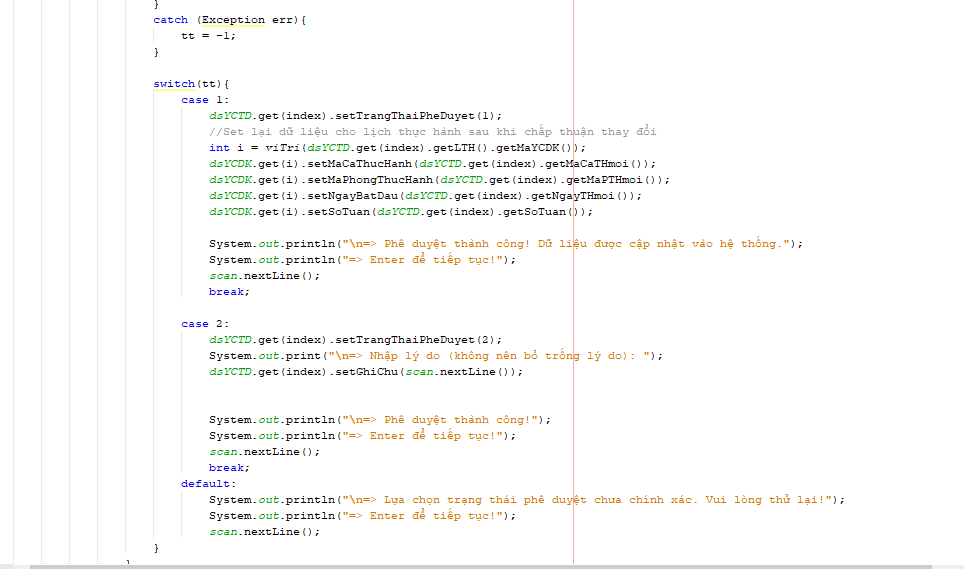 }
catch (Exception err){
tt = -1;
}
switch(tt){
case 1:
dsYCTD.get(index).setTrangThaiPheDuyet(1);
//Set lại dữ liệu cho lịch thực hành sau khi chấp thuận thay đổi
int i = viTri(dsYCTD.get(index).getLTH().getMaYCDK());
dsYCDK.get(i).setMaCaThucHanh(dsYCTD.get(index).getMaCaTHmoi());
dsYCDK.get(i).setMaPhongThucHanh(dsYCTD.get(index).getMaPTHmoi());
dsYCDK.get(i).setNgayBatDau(dsYCTD.get(index).getNgayTHmoi());
dsYCDK.get(i).setSoTuan(dsYCTD.get(index).getSoTuan());
System.out.println("\n=> Phê duyệt thành công! Dữ liệu được cập nhật vào hệ thống.");
System.out.println("=> Enter để tiếp tục!");
scan.nextLine();
break;
case 2:
dsYCTD.get(index).setTrangThaiPheDuyet(2);
System.out.print("\n=> Nhập lý do (không nên bỏ trống lý do): ");
dsYCTD.get(index).setGhiChu(scan.nextLine());
System.out.println("\n=> Phê duyệt thành công!");
System.out.println("=> Enter để tiếp tục!");
scan.nextLine();
break;
default:
System.out.println("\n=> Lựa chọn trạng thái phê duyệt chưa chính xác. Vui lòng thử lại!");
System.out.println("=> Enter để tiếp tục!");
scan.nextLine();
}
}